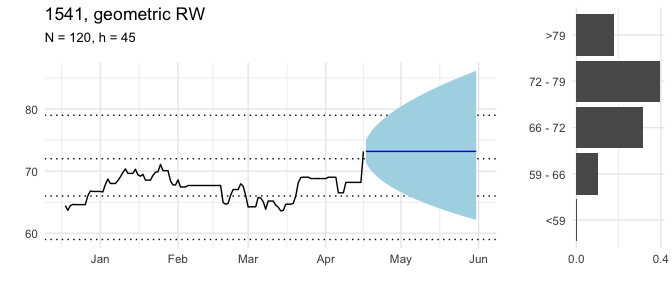 1541, geometric RW
N = 120, h = 45
80
70
60
Jan Feb Mar Apr May Jun
>79
72 - 79
66 - 72
59 - 66
<59
0.0 0.4